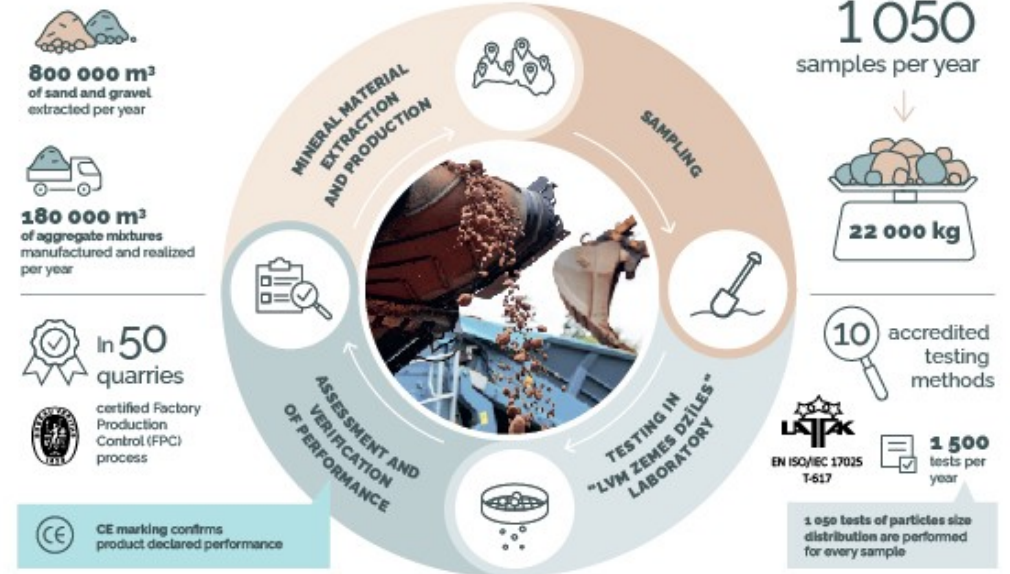 800 000 m³
of sand and gravel
extracted per year
180 000 m³
of aggregate mixtures
manufactured and realized
per year
In 50
quarries
certified Factory
Production
Control (FPC)
process
CE
CE marking confirms
product declared performance
MINERAL MATERIAL
EXTRACTION
AND PRODUCTION
SAMPLING
TESTING IN
"LVM ZEMES DZĪLES"
LABORATORY
ASSESSMENT AND
VERIFICATION
OF PERFORMANCE
1 050
samples per year
22 000 kg
10
accredited
testing
methods
LATAK
EN ISO/IEC 17025
T-617
1 500
tests per
year
1 050 tests of particles size
distribution are performed
for every sample